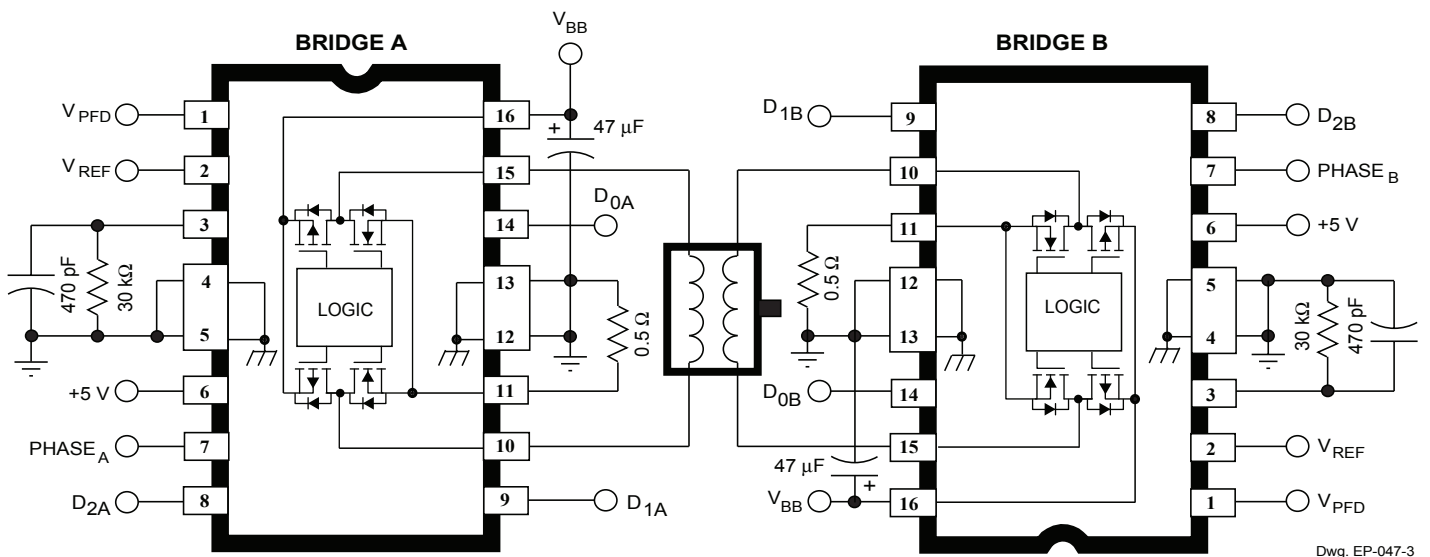 BRIDGE A
V_BB
V_PFD
1
16
+
47 μF
V_REF
2
15
3
14
D_0A
470 pF
30 kΩ
4
13
LOGIC
5
12
0.5 Ω
+5 V
6
11
PHASE_A
7
10
D_2A
8
9
D_1A
BRIDGE B
D_1B
9
8
D_2B
10
7
PHASE_B
11
6
+5 V
0.5 Ω
12
5
LOGIC
30 kΩ
470 pF
13
4
D_0B
14
3
15
2
V_REF
47 μF
+
V_BB
16
1
V_PFD
Dwg. EP-047-3